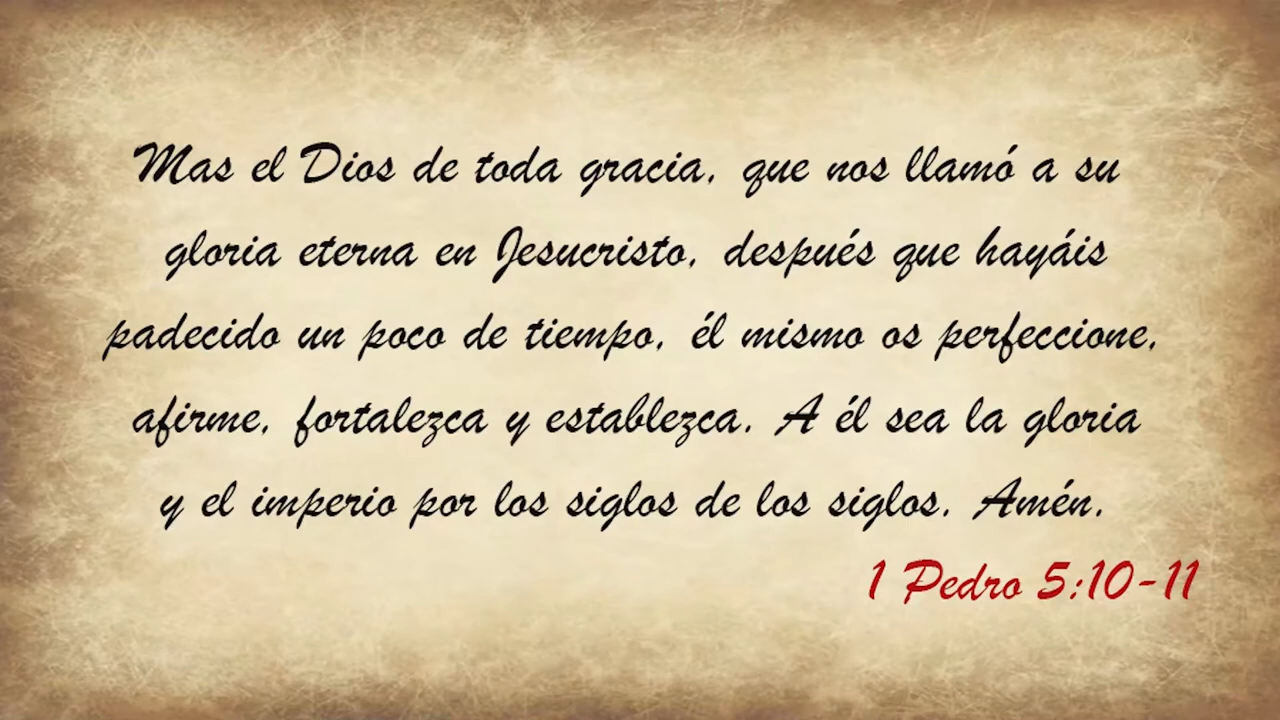 Mas el Dios de toda gracia, que nos llamó a su
gloria eterna en Jesucristo, después que hayáis
padecido un poco de tiempo, él mismo os perfeccione,
afirme, fortalezca y establezca. A él sea la gloria
y el imperio por los siglos de los siglos. Amén.
1 Pedro 5:10-11